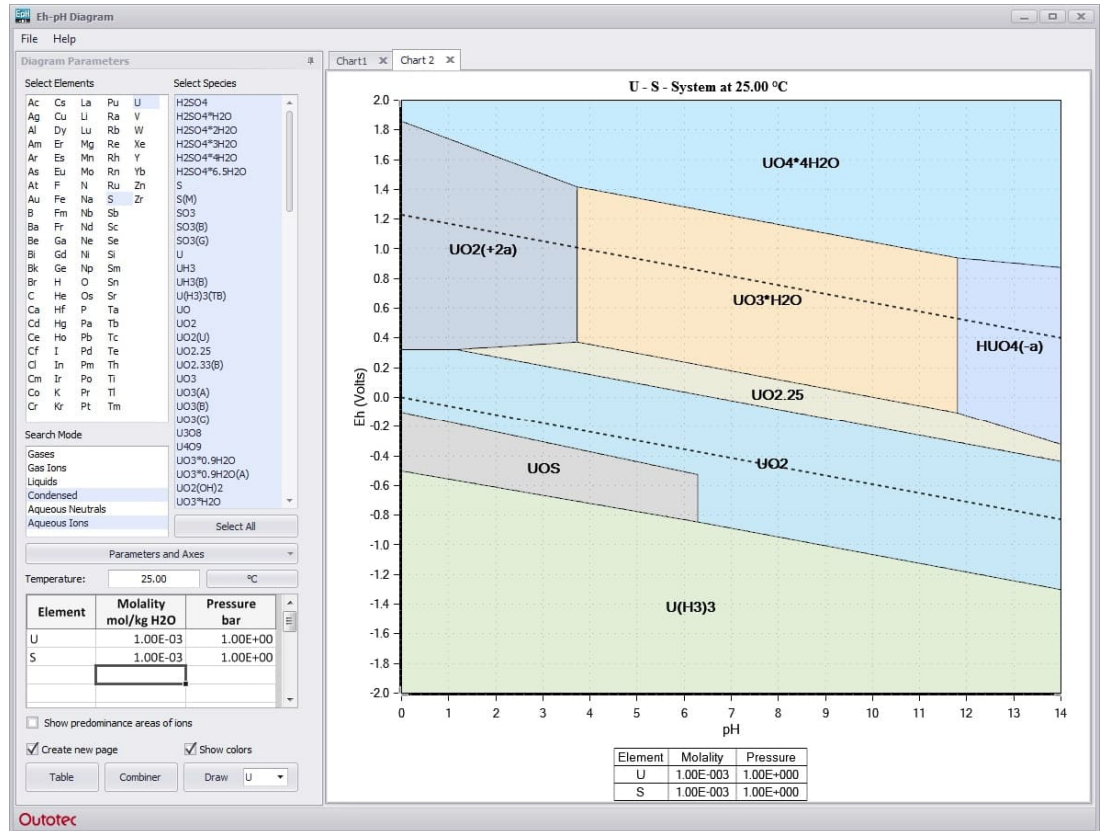 Eh-pH Diagram
File Help
Diagram Parameters
Chart1 Chart 2
Select Elements Select Species
Ac Cs La Pu U
Ag Cu Li Ra V
Al Dy Lu Rb W
Am Er Mg Re Xe
Ar Es Mn Rh Y
As Eu Mo Rn Yb
At F N Ru Zn
Au Fe Na S Zr
B Fm Nb Sb
Ba Fr Nd Sc
Be Ga Ne Se
Bi Gd Ni Si
Bk Ge Np Sm
Br H O Sn
C He Os Sr
Ca Hf P Ta
Cd Hg Pa Tb
Ce Ho Pb Tc
Cf I Pd Te
Cl In Pm Th
Cm Ir Po Ti
Co K Pr Tl
Cr Kr Pt Tm
H2SO4
H2SO4*H2O
H2SO4*2H2O
H2SO4*3H2O
H2SO4*4H2O
H2SO4*6.5H2O
S
S(M)
SO3
SO3(B)
SO3(G)
U
UH3
UH3(B)
U(H3)3(TB)
UO
UO2
UO2(U)
UO2.25
UO2.33(B)
UO3
UO3(A)
UO3(B)
UO3(G)
U3O8
U4O9
UO3*0.9H2O
UO3*0.9H2O(A)
UO2(OH)2
UO3*H2O
Search Mode
Gases
Gas Ions
Liquids
Condensed
Aqueous Neutrals
Aqueous Ions
Select All
Parameters and Axes
Temperature: 25.00 °C
Element Molality mol/kg H2O Pressure bar
U 1.00E-03 1.00E+00
S 1.00E-03 1.00E+00
Show predominance areas of ions
Create new page Show colors
Table Combiner Draw U
Outotec
U - S - System at 25.00 °C
Eh (Volts)
2.0
1.8
1.6
1.4
1.2
1.0
0.8
0.6
0.4
0.2
0.0
-0.2
-0.4
-0.6
-0.8
-1.0
-1.2
-1.4
-1.6
-1.8
-2.0
UO4*4H2O
UO2(+2a)
UO3*H2O
HUO4(-a)
UO2.25
UO2
UOS
U(H3)3
0 1 2 3 4 5 6 7 8 9 10 11 12 13 14
pH
Element Molality Pressure
U 1.00E-003 1.00E+000
S 1.00E-003 1.00E+000